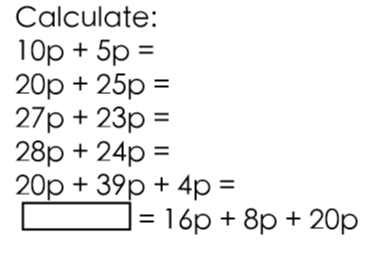 Calculate:
10p + 5p =
20p + 25p =
27p + 23p =
28p + 24p =
20p + 39p + 4p =
= 16p + 8p + 20p